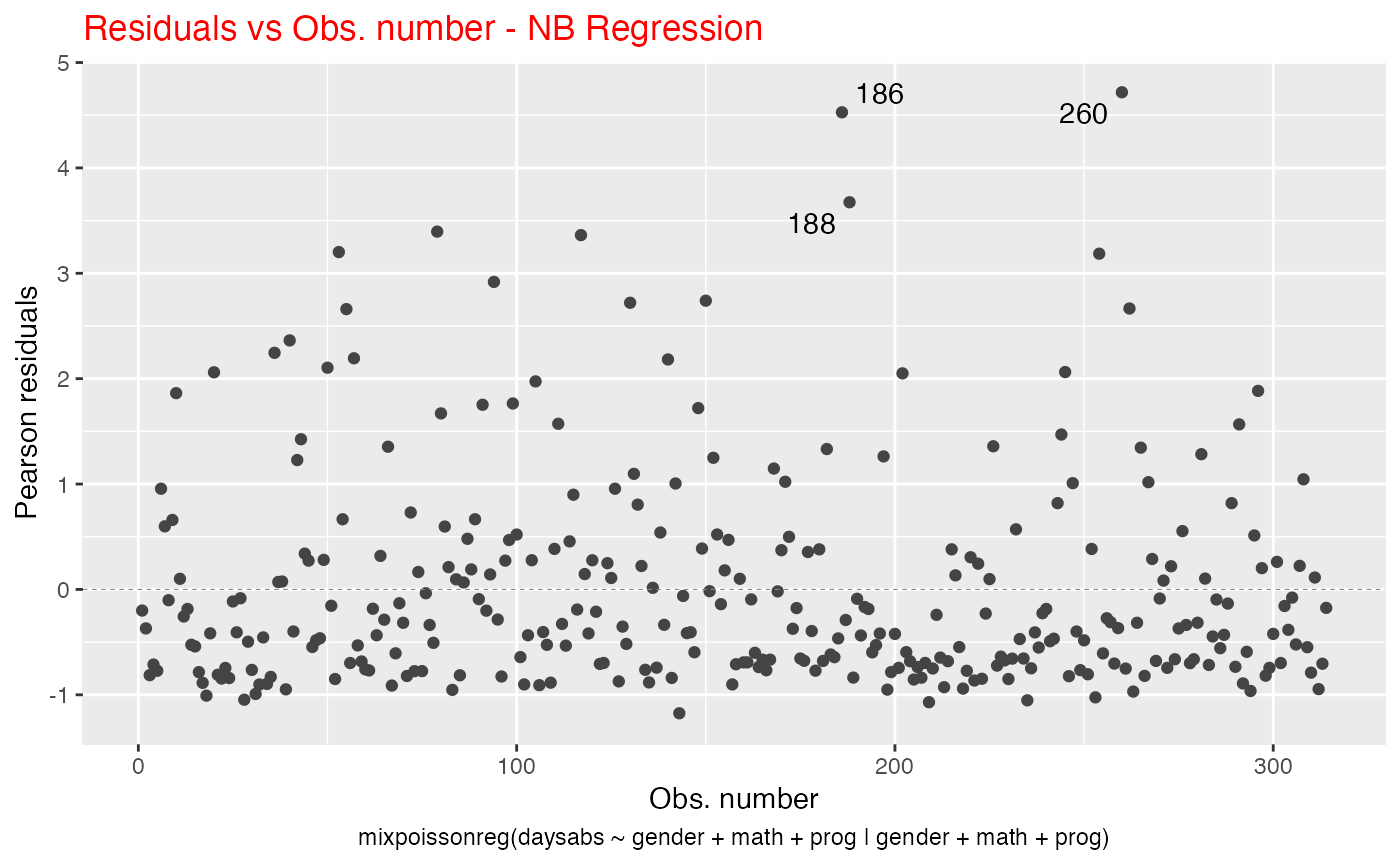 Residuals vs Obs. number - NB Regression
5
4
3
2
1
0
-1
Pearson residuals
186
260
188
0 100 200 300
Obs. number
mixpoissonreg(daysabs ~ gender + math + prog | gender + math + prog)